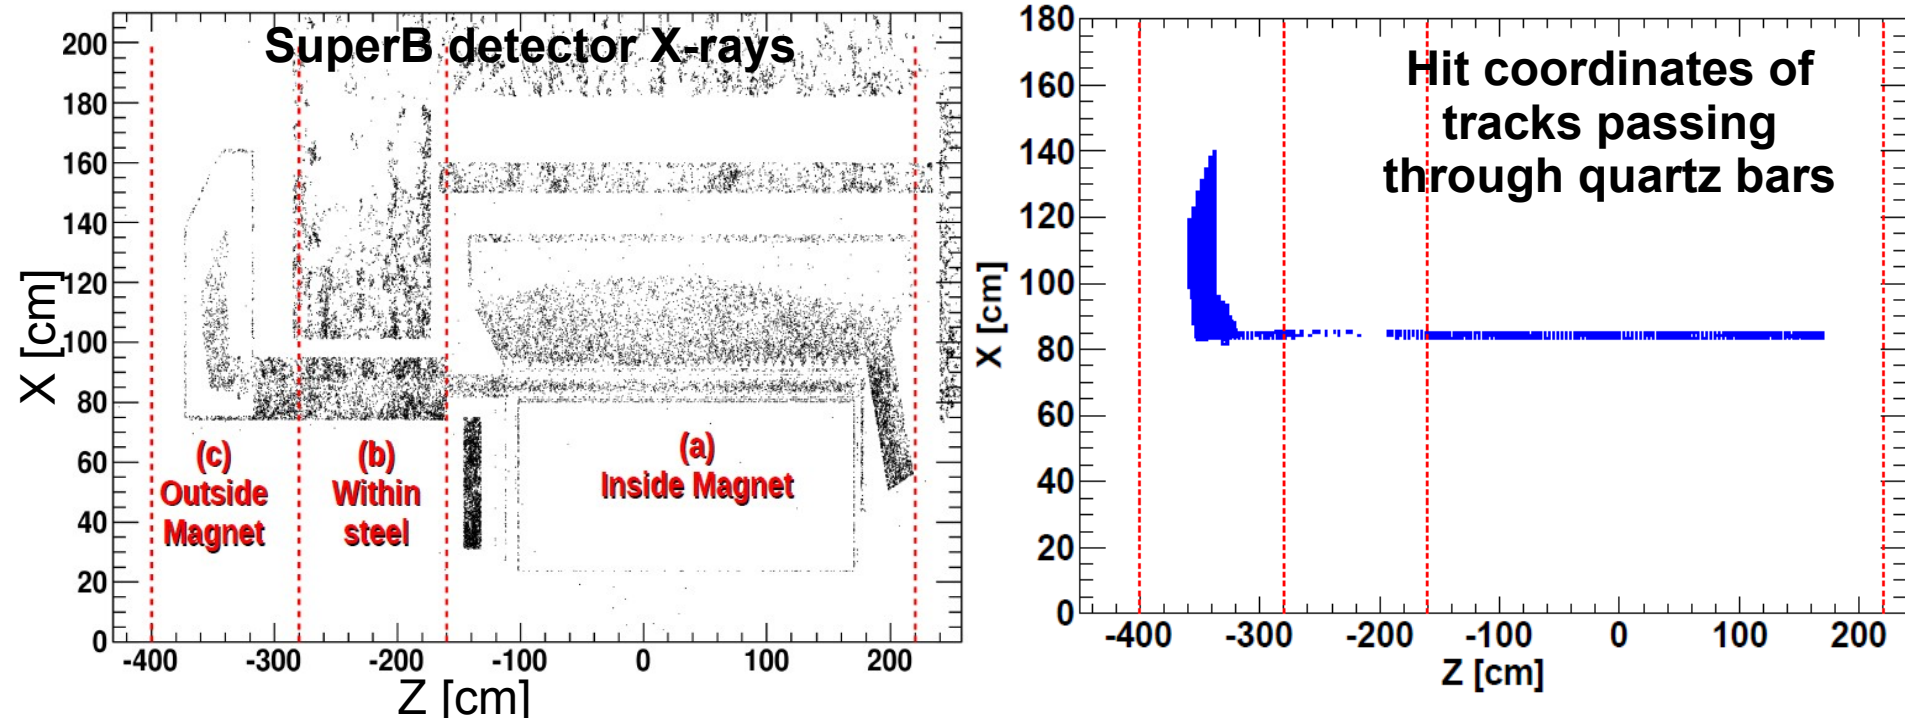 SuperB detector X-rays
200
180
160
140
120
100
80
60
40
20
0
X [cm]
(c)
Outside
Magnet
(b)
Within
steel
(a)
Inside Magnet
-400 -300 -200 -100 0 100 200
Z [cm]
Hit coordinates of
tracks passing
through quartz bars
180
160
140
120
100
80
60
40
20
0
X [cm]
-400 -300 -200 -100 0 100 200
Z [cm]